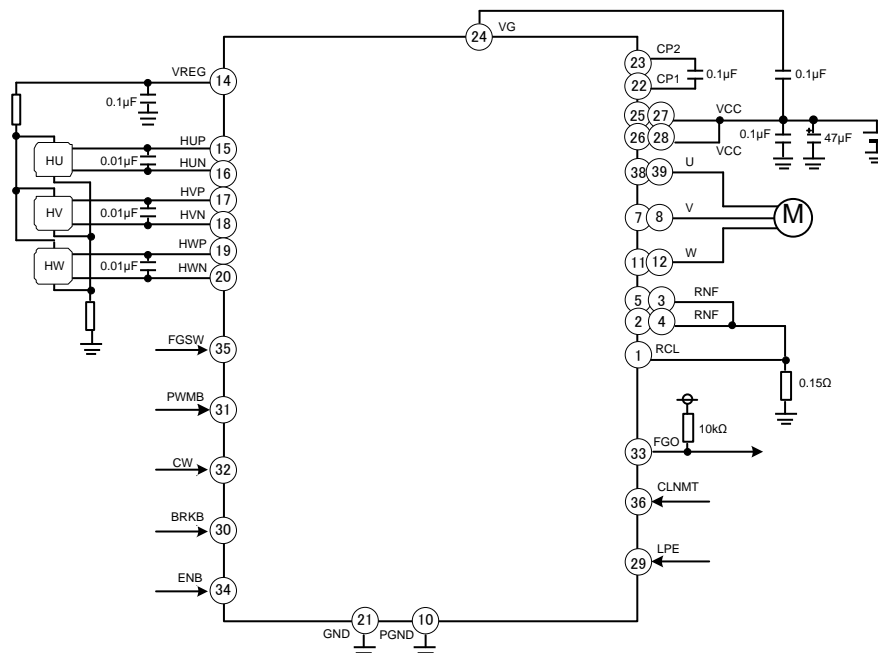 24 VG
VREG 14
0.1µF
HU
HUP 15
0.01µF
HUN 16
HV
HVP 17
0.01µF
HVN 18
HW
HWP 19
0.01µF
HWN 20
FGSW 35
PWMB 31
CW 32
BRKB 30
ENB 34
GND 21
PGND 10
23 CP2
22 CP1
0.1µF
0.1µF
25 27 VCC
26 28 VCC
0.1µF
+ 47µF
38 39 U
7 8 V
M
11 12 W
5 3 RNF
2 4 RNF
1 RCL
0.15Ω
10kΩ
33 FGO
36 CLNMT
29 LPE